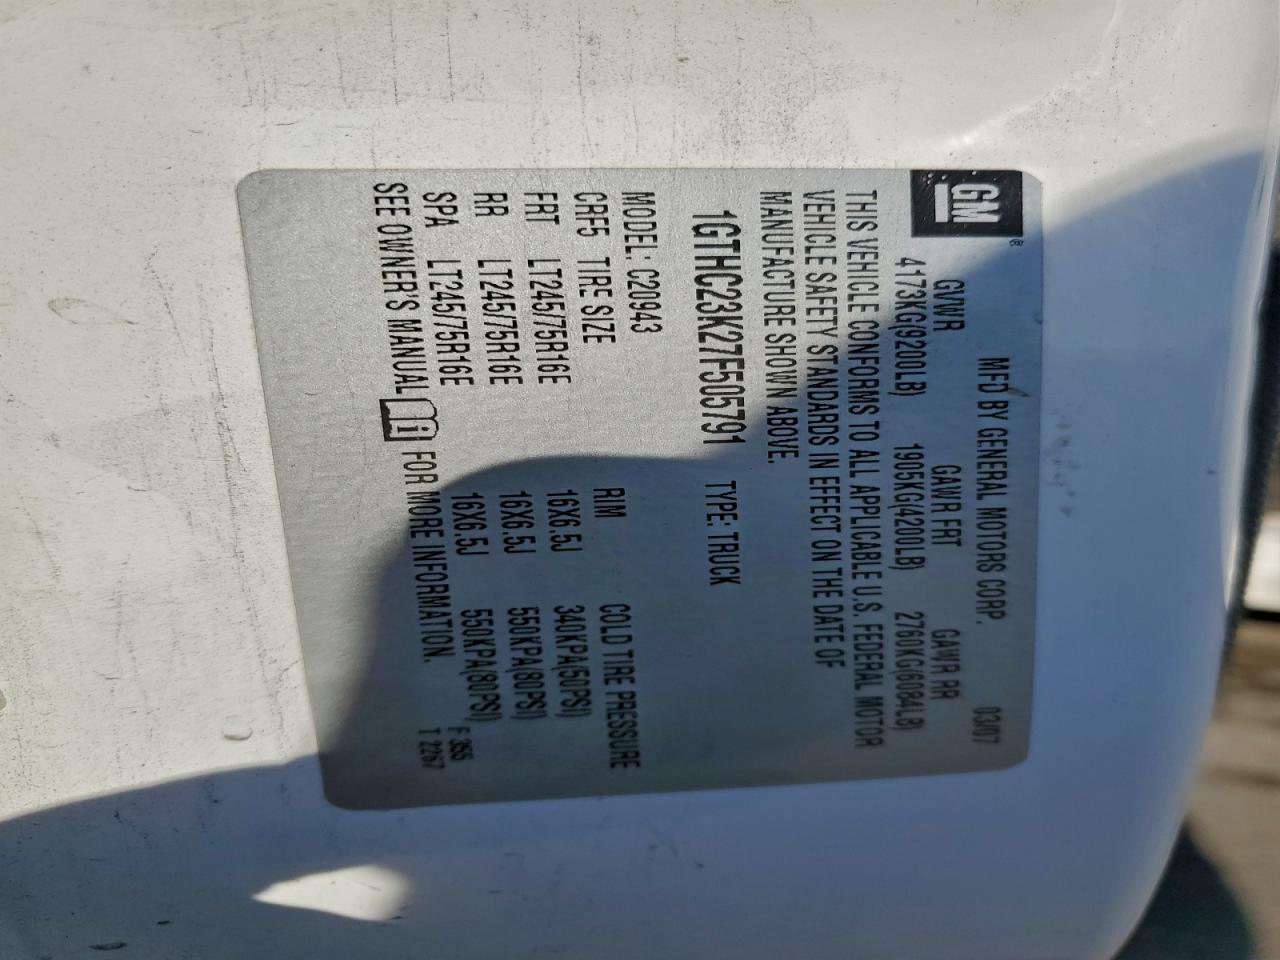 GM®
MFD BY GENERAL MOTORS CORP. 03/07
GVWR GAWR FRT GAWR RR
4173KG(9200LB) 1905KG(4200LB) 2760KG(6084LB)
THIS VEHICLE CONFORMS TO ALL APPLICABLE U.S. FEDERAL MOTOR
VEHICLE SAFETY STANDARDS IN EFFECT ON THE DATE OF
MANUFACTURE SHOWN ABOVE.
1GTHC23K27F505791 TYPE: TRUCK
MODEL: C20943
CRE5 TIRE SIZE RIM COLD TIRE PRESSURE
FRT LT245/75R16E 16X6.5J 340KPA(50PSI)
RR LT245/75R16E 16X6.5J 550KPA(80PSI)
SPA LT245/75R16E 16X6.5J 550KPA(80PSI)
SEE OWNER'S MANUAL FOR MORE INFORMATION.
F 355
T 2267